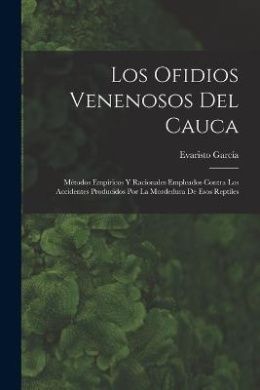 Los Ofidios
Venenosos Del
Cauca
Evaristo García
Métodos Empíricos Y Racionales Empleados Contra Los
Accidentes Producidos Por La Mordedura De Esos Reptiles